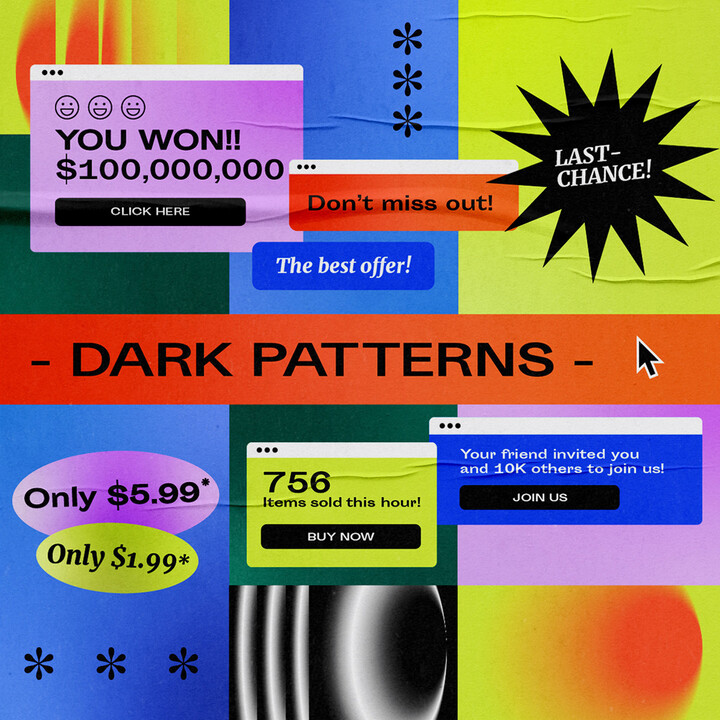 YOU WON!!
$100,000,000
CLICK HERE
Don't miss out!
The best offer!
LAST-
CHANCE!
- DARK PATTERNS -
Only $5.99*
Only $1.99*
756
Items sold this hour!
BUY NOW
Your friend invited you
and 10K others to join us!
JOIN US